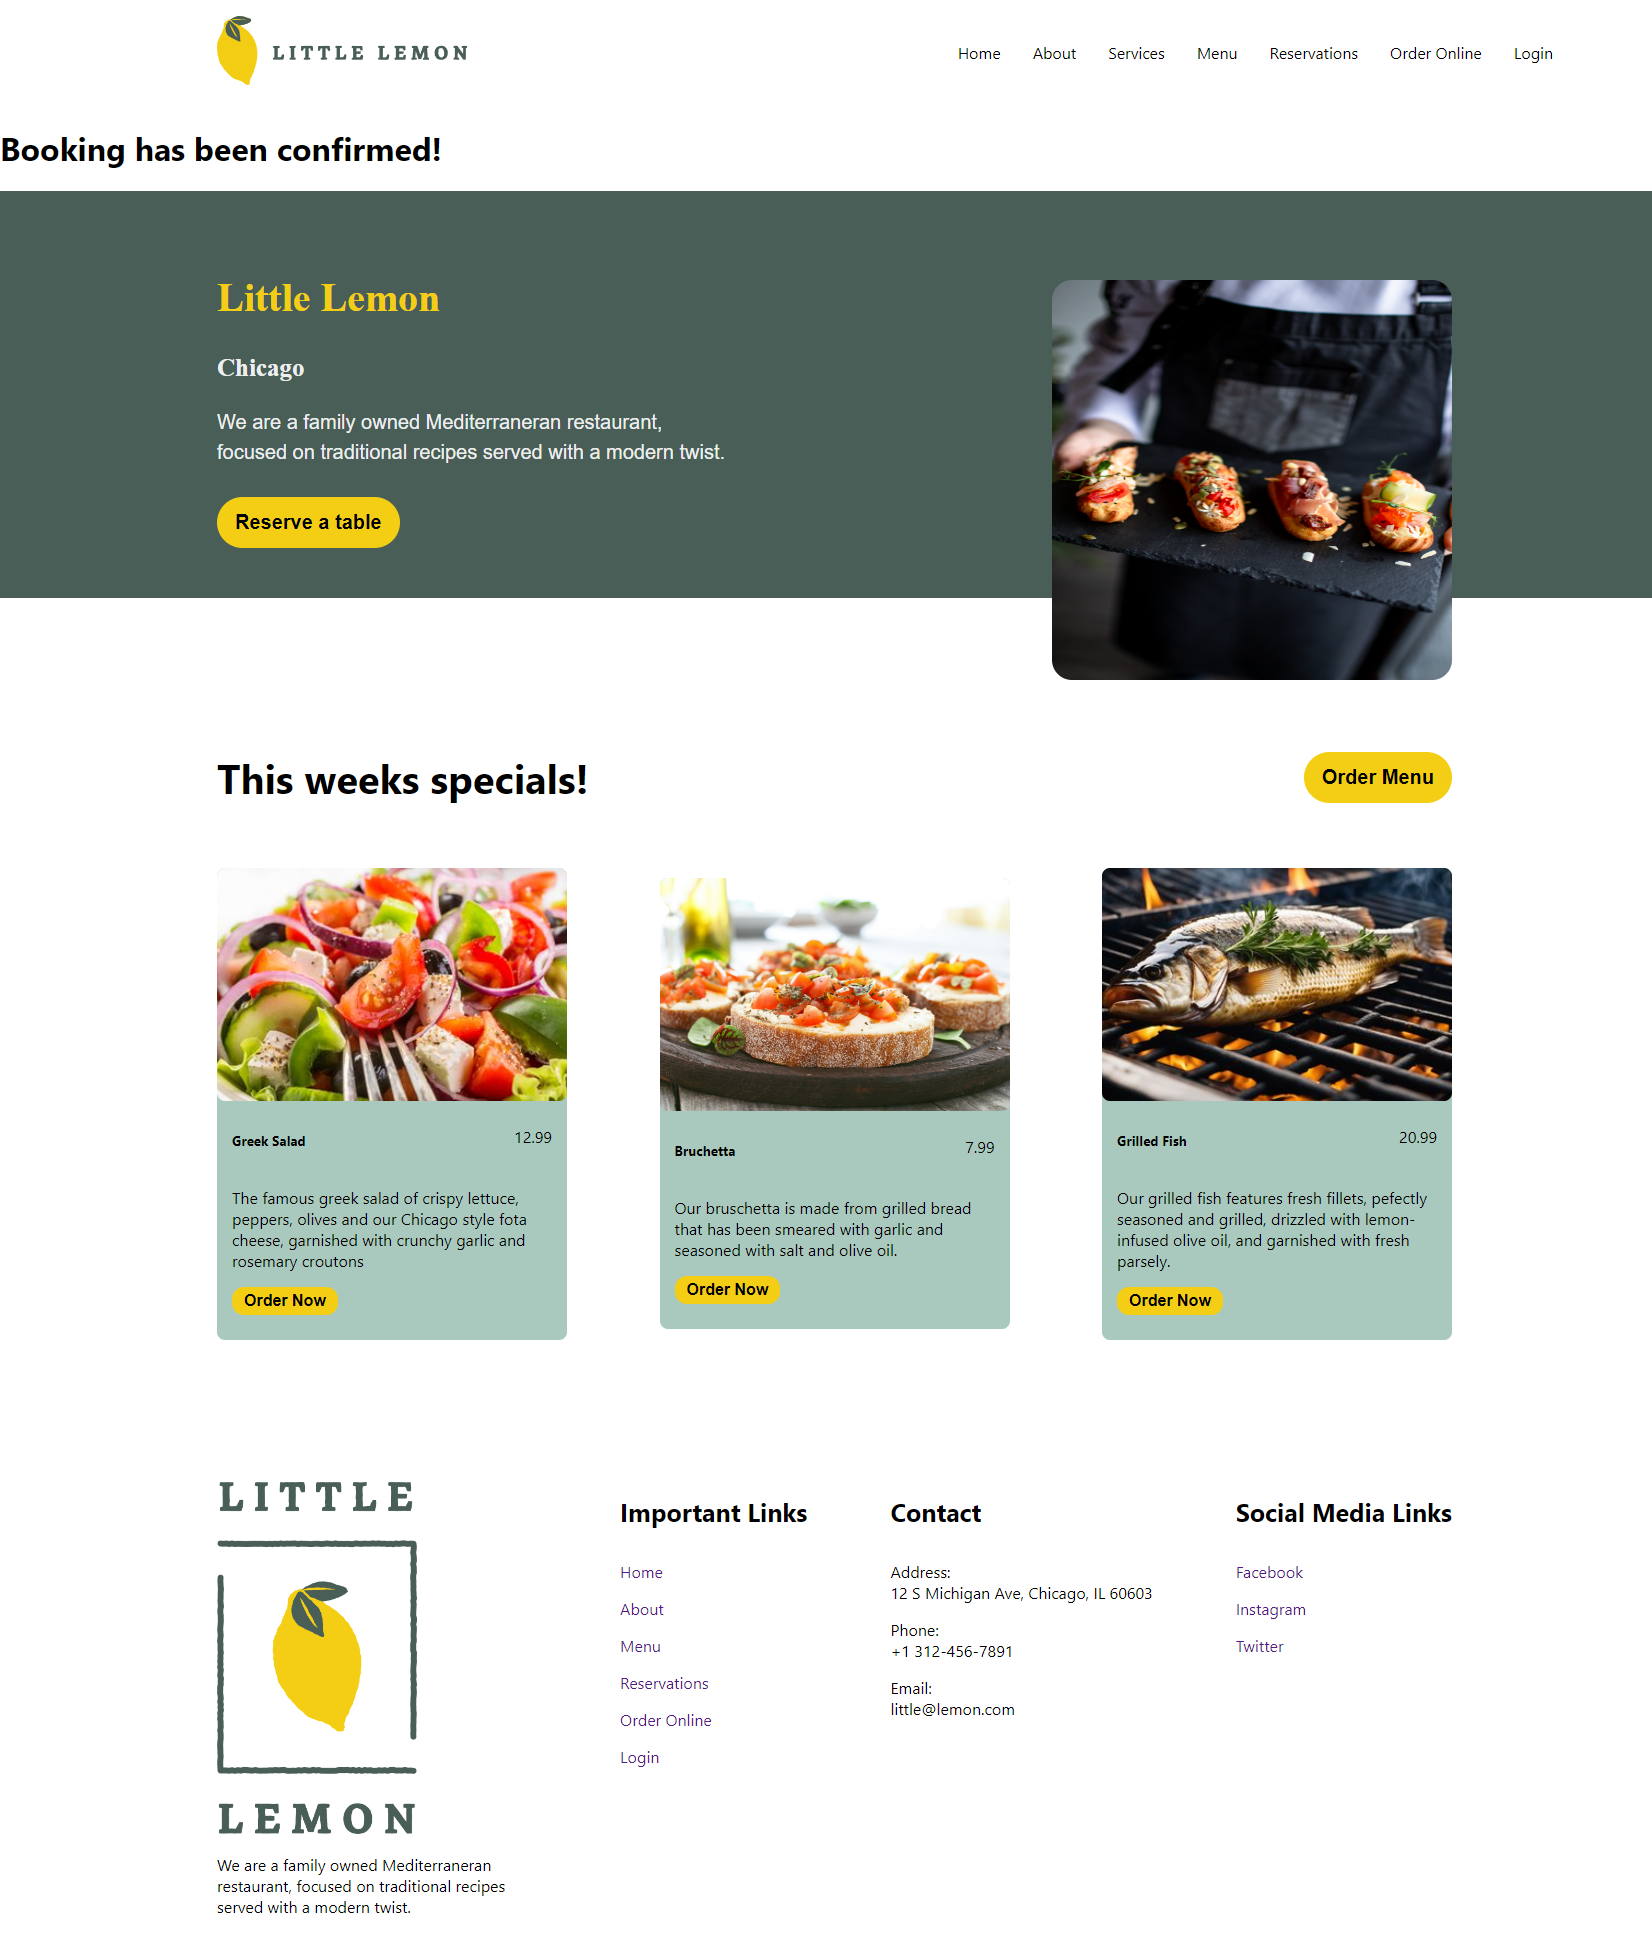 LITTLE LEMON
Home About Services Menu Reservations Order Online Login
Booking has been confirmed!
Little Lemon
Chicago
We are a family owned Mediterraneran restaurant,
focused on traditional recipes served with a modern twist.
Reserve a table
This weeks specials!
Order Menu
Greek Salad 12.99
The famous greek salad of crispy lettuce,
peppers, olives and our Chicago style fota
cheese, garnished with crunchy garlic and
rosemary croutons
Order Now
Bruchetta 7.99
Our bruschetta is made from grilled bread
that has been smeared with garlic and
seasoned with salt and olive oil.
Order Now
Grilled Fish 20.99
Our grilled fish features fresh fillets, pefectly
seasoned and grilled, drizzled with lemon-
infused olive oil, and garnished with fresh
parsely.
Order Now
LITTLE
LEMON
We are a family owned Mediterraneran
restaurant, focused on traditional recipes
served with a modern twist.
Important Links
Home
About
Menu
Reservations
Order Online
Login
Contact
Address:
12 S Michigan Ave, Chicago, IL 60603
Phone:
+1 312-456-7891
Email:
little@lemon.com
Social Media Links
Facebook
Instagram
Twitter